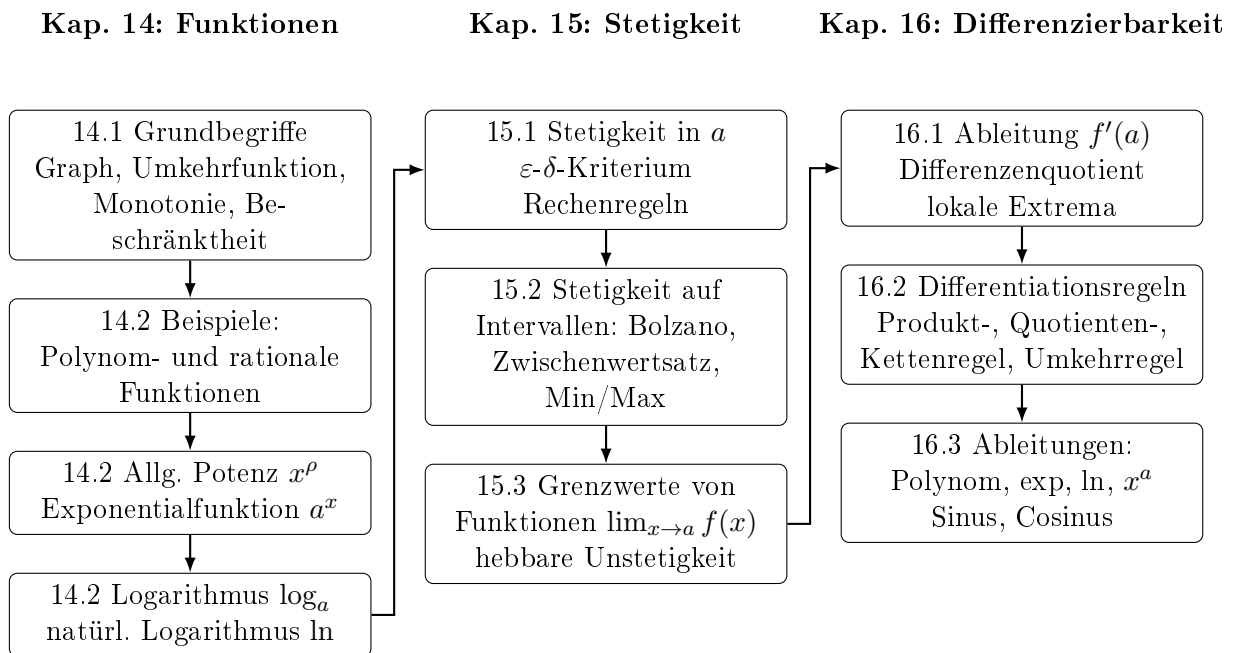 Kap. 14: Funktionen
14.1 Grundbegriffe
Graph, Umkehrfunktion,
Monotonie, Be-
schränktheit
14.2 Beispiele:
Polynom- und rationale
Funktionen
14.2 Allg. Potenz x^ρ
Exponentialfunktion a^x
14.2 Logarithmus log_a
natürl. Logarithmus ln
Kap. 15: Stetigkeit
15.1 Stetigkeit in a
ε-δ-Kriterium
Rechenregeln
15.2 Stetigkeit auf
Intervallen: Bolzano,
Zwischenwertsatz,
Min/Max
15.3 Grenzwerte von
Funktionen lim_{x→a} f(x)
hebbare Unstetigkeit
Kap. 16: Differenzierbarkeit
16.1 Ableitung f′(a)
Differenzenquotient
lokale Extrema
16.2 Differentiationsregeln
Produkt-, Quotienten-,
Kettenregel, Umkehrregel
16.3 Ableitungen:
Polynom, exp, ln, x^a
Sinus, Cosinus